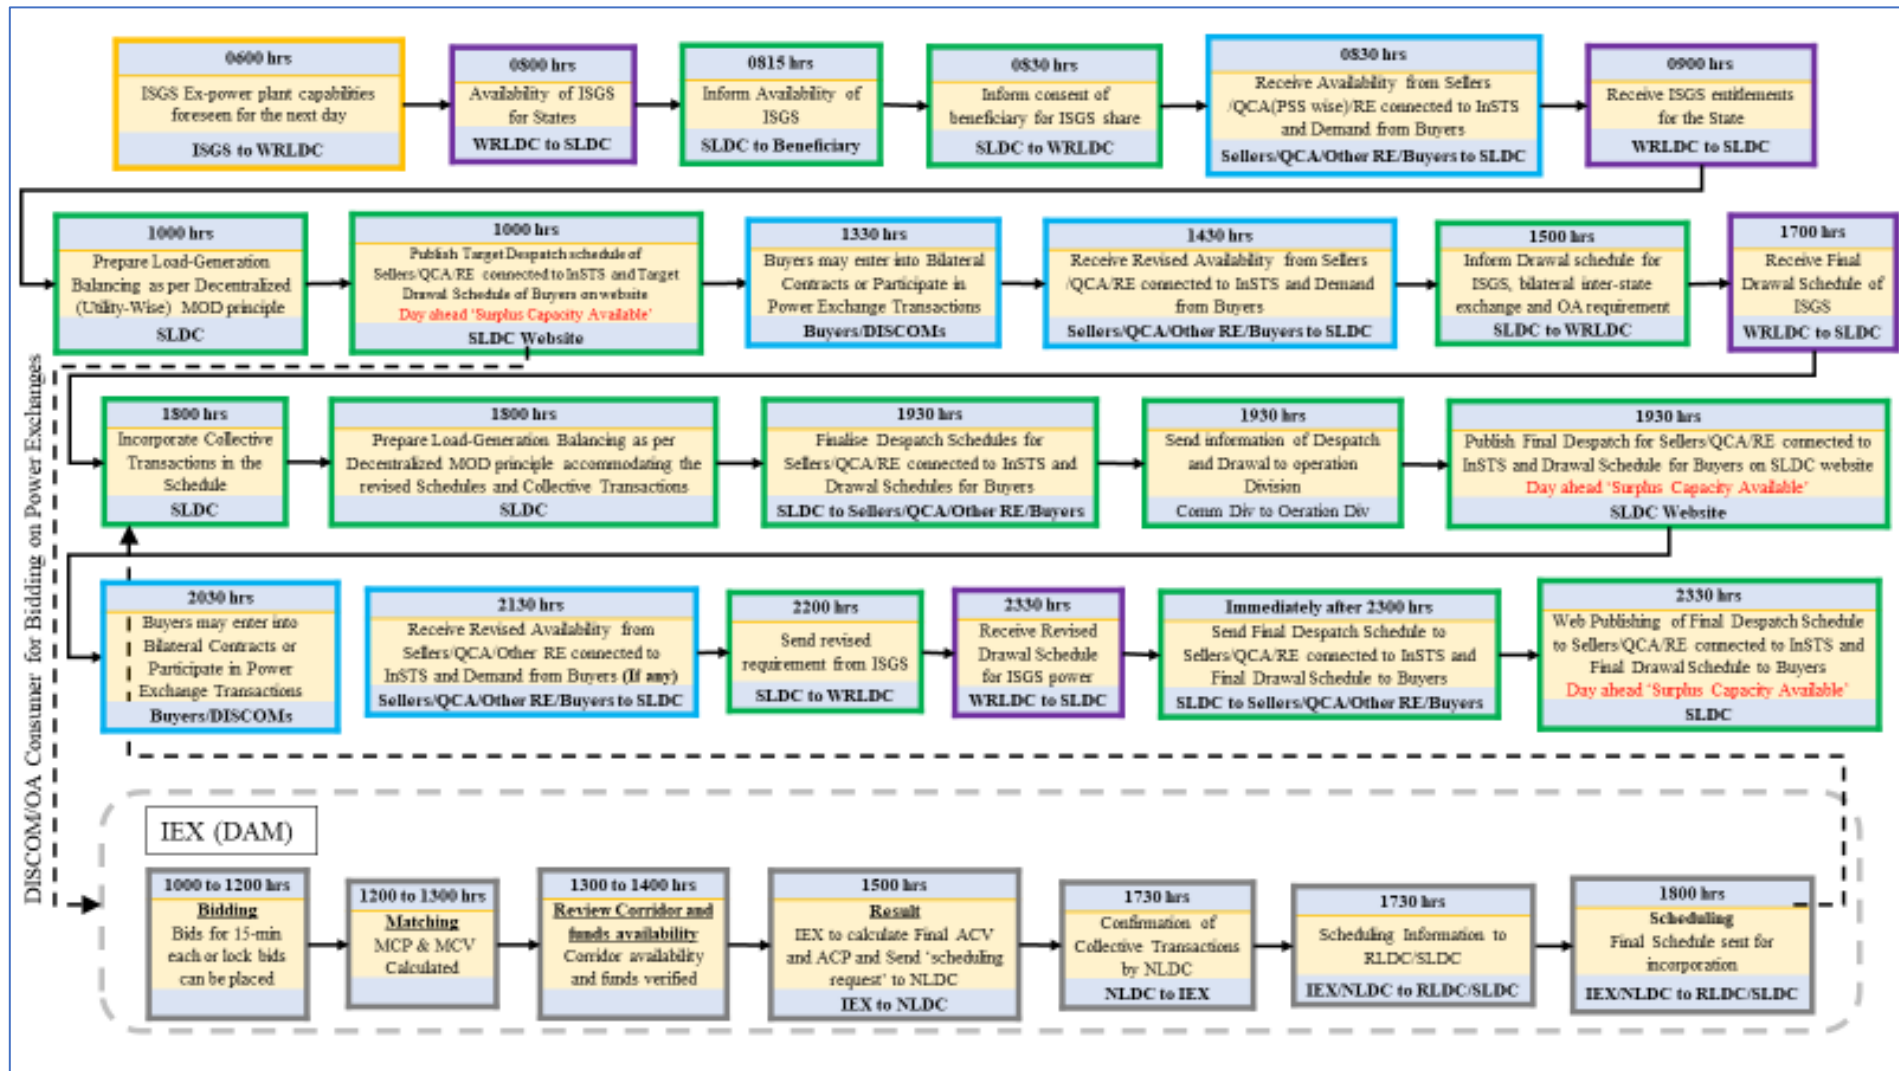 0600 hrs
ISGS Ex-power plant capabilities
foreseen for the next day
ISGS to WRLDC
0800 hrs
Availability of ISGS
for States
WRLDC to SLDC
0815 hrs
Inform Availability of
ISGS
SLDC to Beneficiary
0830 hrs
Inform consent of
beneficiary for ISGS share
SLDC to WRLDC
0830 hrs
Receive Availability from Sellers
/QCA(PSS wise)/RE connected to InSTS
and Demand from Buyers
Sellers/QCA/Other RE/Buyers to SLDC
0900 hrs
Receive ISGS entitlements
for the State
WRLDC to SLDC
1000 hrs
Prepare Load-Generation
Balancing as per Decentralized
(Utility-Wise) MOD principle
SLDC
1000 hrs
Publish Target Despatch schedule of
Sellers/QCA/RE connected to InSTS and Target
Drawal Schedule of Buyers on website
Day ahead 'Surplus Capacity Available'
SLDC Website
1330 hrs
Buyers may enter into Bilateral
Contracts or Participate in
Power Exchange Transactions
Buyers/DISCOMs
1430 hrs
Receive Revised Availability from Sellers
/QCA/RE connected to InSTS and Demand
from Buyers
Sellers/QCA/Other RE/Buyers to SLDC
1500 hrs
Inform Drawal schedule for
ISGS, bilateral inter-state
exchange and OA requirement
SLDC to WRLDC
1700 hrs
Receive Final
Drawal Schedule of
ISGS
WRLDC to SLDC
1800 hrs
Incorporate Collective
Transactions in the
Schedule
SLDC
1800 hrs
Prepare Load-Generation Balancing as per
Decentralized MOD principle accommodating the
revised Schedules and Collective Transactions
SLDC
1930 hrs
Finalise Despatch Schedules for
Sellers/QCA/RE connected to InSTS and
Drawal Schedules for Buyers
SLDC to Sellers/QCA/Other RE/Buyers
1930 hrs
Send information of Despatch
and Drawal to operation
Division
Comm Div to Oeration Div
1930 hrs
Publish Final Despatch for Sellers/QCA/RE connected to
InSTS and Drawal Schedule for Buyers on SLDC website
Day ahead 'Surplus Capacity Available'
SLDC Website
2030 hrs
Buyers may enter into
Bilateral Contracts or
Participate in Power
Exchange Transactions
Buyers/DISCOMs
2130 hrs
Receive Revised Availability from
Sellers/QCA/Other RE connected to
InSTS and Demand from Buyers (If any)
Sellers/QCA/Other RE/Buyers to SLDC
2200 hrs
Send revised
requirement from ISGS
SLDC to WRLDC
2330 hrs
Receive Revised
Drawal Schedule
for ISGS power
WRLDC to SLDC
Immediately after 2300 hrs
Send Final Despatch Schedule to
Sellers/QCA/RE connected to InSTS and
Final Drawal Schedule to Buyers
SLDC to Sellers/QCA/Other RE/Buyers
2330 hrs
Web Publishing of Final Despatch Schedule
to Sellers/QCA/RE connected to InSTS and
Final Drawal Schedule to Buyers
Day ahead 'Surplus Capacity Available'
SLDC
DISCOM/OA Consumer for Bidding on Power Exchanges
IEX (DAM)
1000 to 1200 hrs
Bidding
Bids for 15-min
each or lock bids
can be placed
1200 to 1300 hrs
Matching
MCP & MCV
Calculated
1300 to 1400 hrs
Review Corridor and
funds availability
Corridor availability
and funds verified
1500 hrs
Result
IEX to calculate Final ACV
and ACP and Send 'scheduling
request' to NLDC
IEX to NLDC
1730 hrs
Confirmation of
Collective Transactions
by NLDC
NLDC to IEX
1730 hrs
Scheduling Information to
RLDC/SLDC
IEX/NLDC to RLDC/SLDC
1800 hrs
Scheduling
Final Schedule sent for
incorporation
IEX/NLDC to RLDC/SLDC